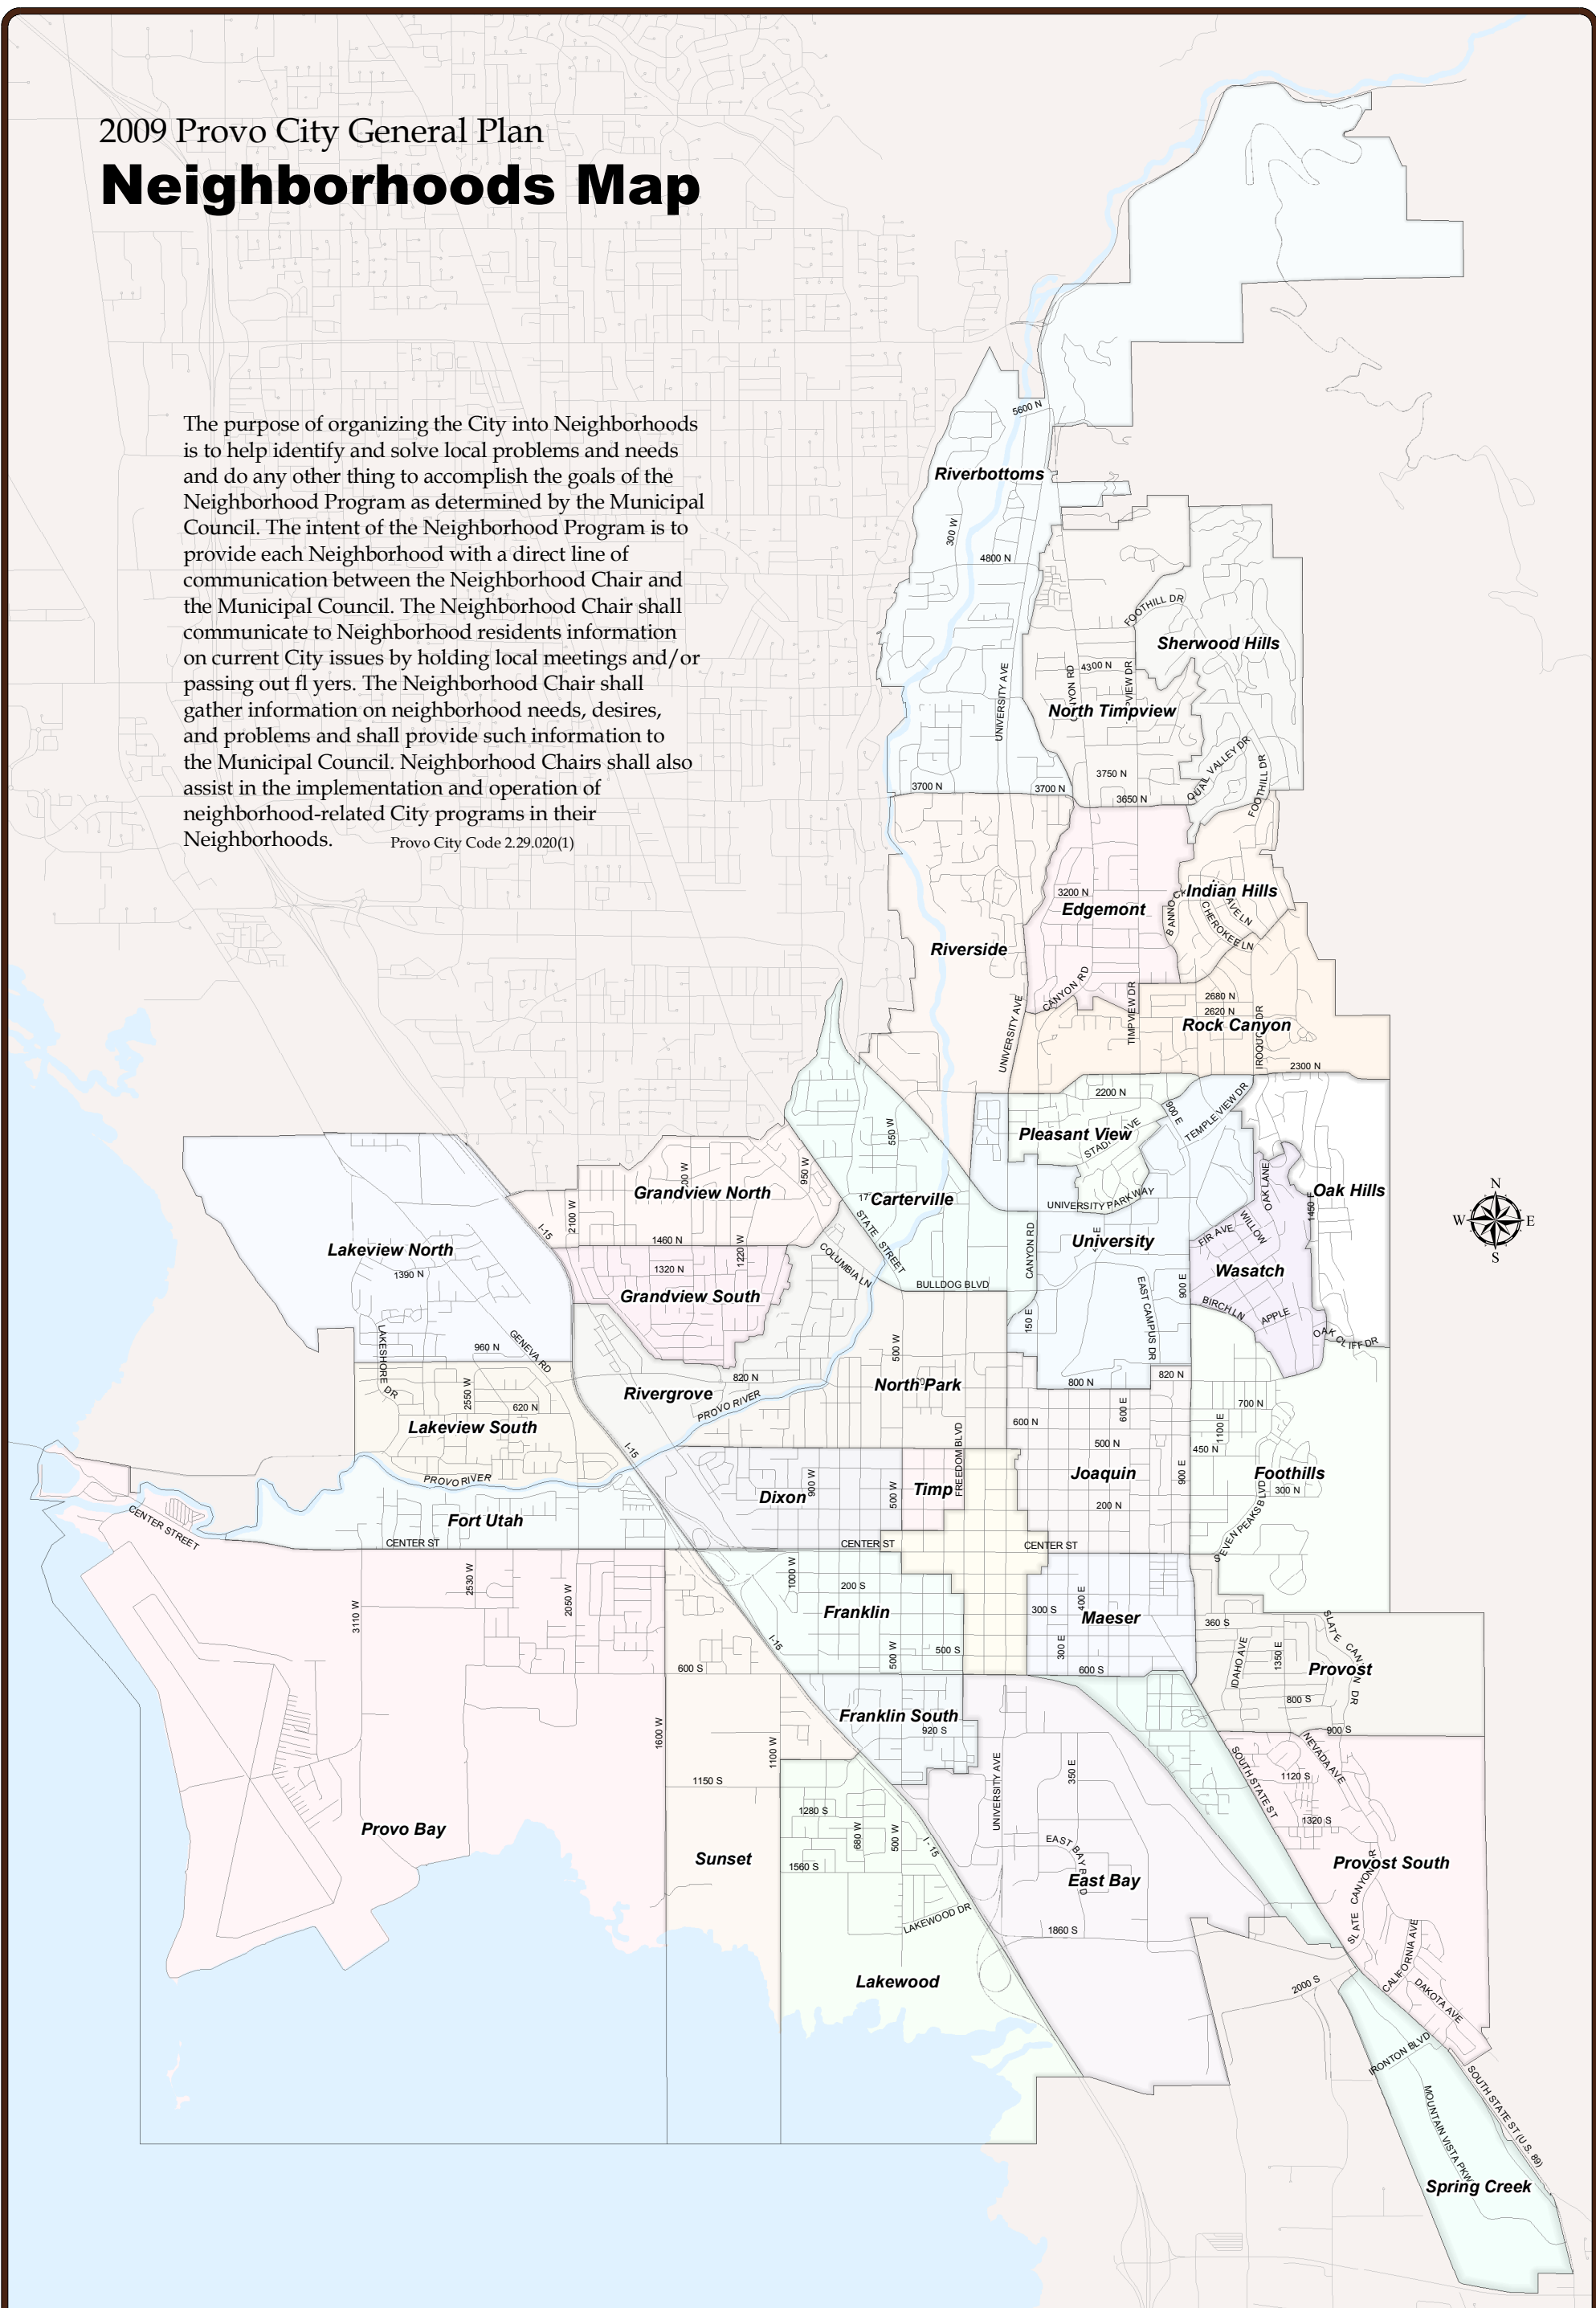 2009 Provo City General Plan
Neighborhoods Map
The purpose of organizing the City into Neighborhoods
is to help identify and solve local problems and needs
and do any other thing to accomplish the goals of the
Neighborhood Program as determined by the Municipal
Council. The intent of the Neighborhood Program is to
provide each Neighborhood with a direct line of
communication between the Neighborhood Chair and
the Municipal Council. The Neighborhood Chair shall
communicate to Neighborhood residents information
on current City issues by holding local meetings and/or
passing out fl yers. The Neighborhood Chair shall
gather information on neighborhood needs, desires,
and problems and shall provide such information to
the Municipal Council. Neighborhood Chairs shall also
assist in the implementation and operation of
neighborhood-related City programs in their
Neighborhoods.
Provo City Code 2.29.020(1)
5600 N
Riverbottoms
300 W
4800 N
FOOTHILL DR
Sherwood Hills
4300 N
UNIVERSITY AVE
North Timpview
QUAIL VALLEY DR
FOOTHILL DR
3750 N
3700 N
3700 N
3650 N
3200 N
Edgemont
Indian Hills
CHEROKEE LN
Riverside
CANYON RD
UNIVERSITY AVE
TIMPVIEW DR
2680 N
2620 N
Rock Canyon
2300 N
2200 N
900 E
TEMPLE VIEW DR
Pleasant View
550 W
950 W
Grandview North
Carterville
UNIVERSITY PARKWAY
OAK LANE
Oak Hills
N
W
E
S
2100 W
I-15
1460 N
1220 W
STATE STREET
CANYON RD
University
FIR AVE
WILLOW
Lakeview North
1390 N
1320 N
COLUMBIA LN
BULLDOG BLVD
Wasatch
900 E
Grandview South
150 E
EAST CAMPUS DR
BIRCH LN
APPLE
OAK CLIFF DR
LAKESHORE DR
GENEVA RD
960 N
500 W
820 N
Rivergrove
North Park
800 N
820 N
2550 W
620 N
PROVO RIVER
600 E
700 N
Lakeview South
600 N
1100 E
I-15
FREEDOM BLVD
500 N
450 N
PROVO RIVER
Joaquin
900 E
Foothills
300 N
Dixon
900 W
500 W
Timp
200 N
SEVEN PEAKS BLVD
CENTER STREET
Fort Utah
CENTER ST
CENTER ST
CENTER ST
2530 W
2050 W
3110 W
1000 W
200 S
Franklin
300 S
400 E
Maeser
360 S
SLATE CANYON DR
I-15
500 W
500 S
300 E
600 S
600 S
IDAHO AVE
1350 E
Provost
800 S
Franklin South
920 S
900 S
1600 W
1100 W
UNIVERSITY AVE
350 E
SOUTH STATE ST
NEVADA AVE
1150 S
1120 S
1280 S
680 W
500 W
1320 S
Provo Bay
I - 15
Sunset
1560 S
East Bay
Provost South
LAKEWOOD DR
1860 S
CALIFORNIA AVE
Lakewood
2000 S
DAKOTA AVE
IRONTON BLVD
SOUTH STATE ST (U.S. 89)
MOUNTAIN VISTA PKWY
Spring Creek